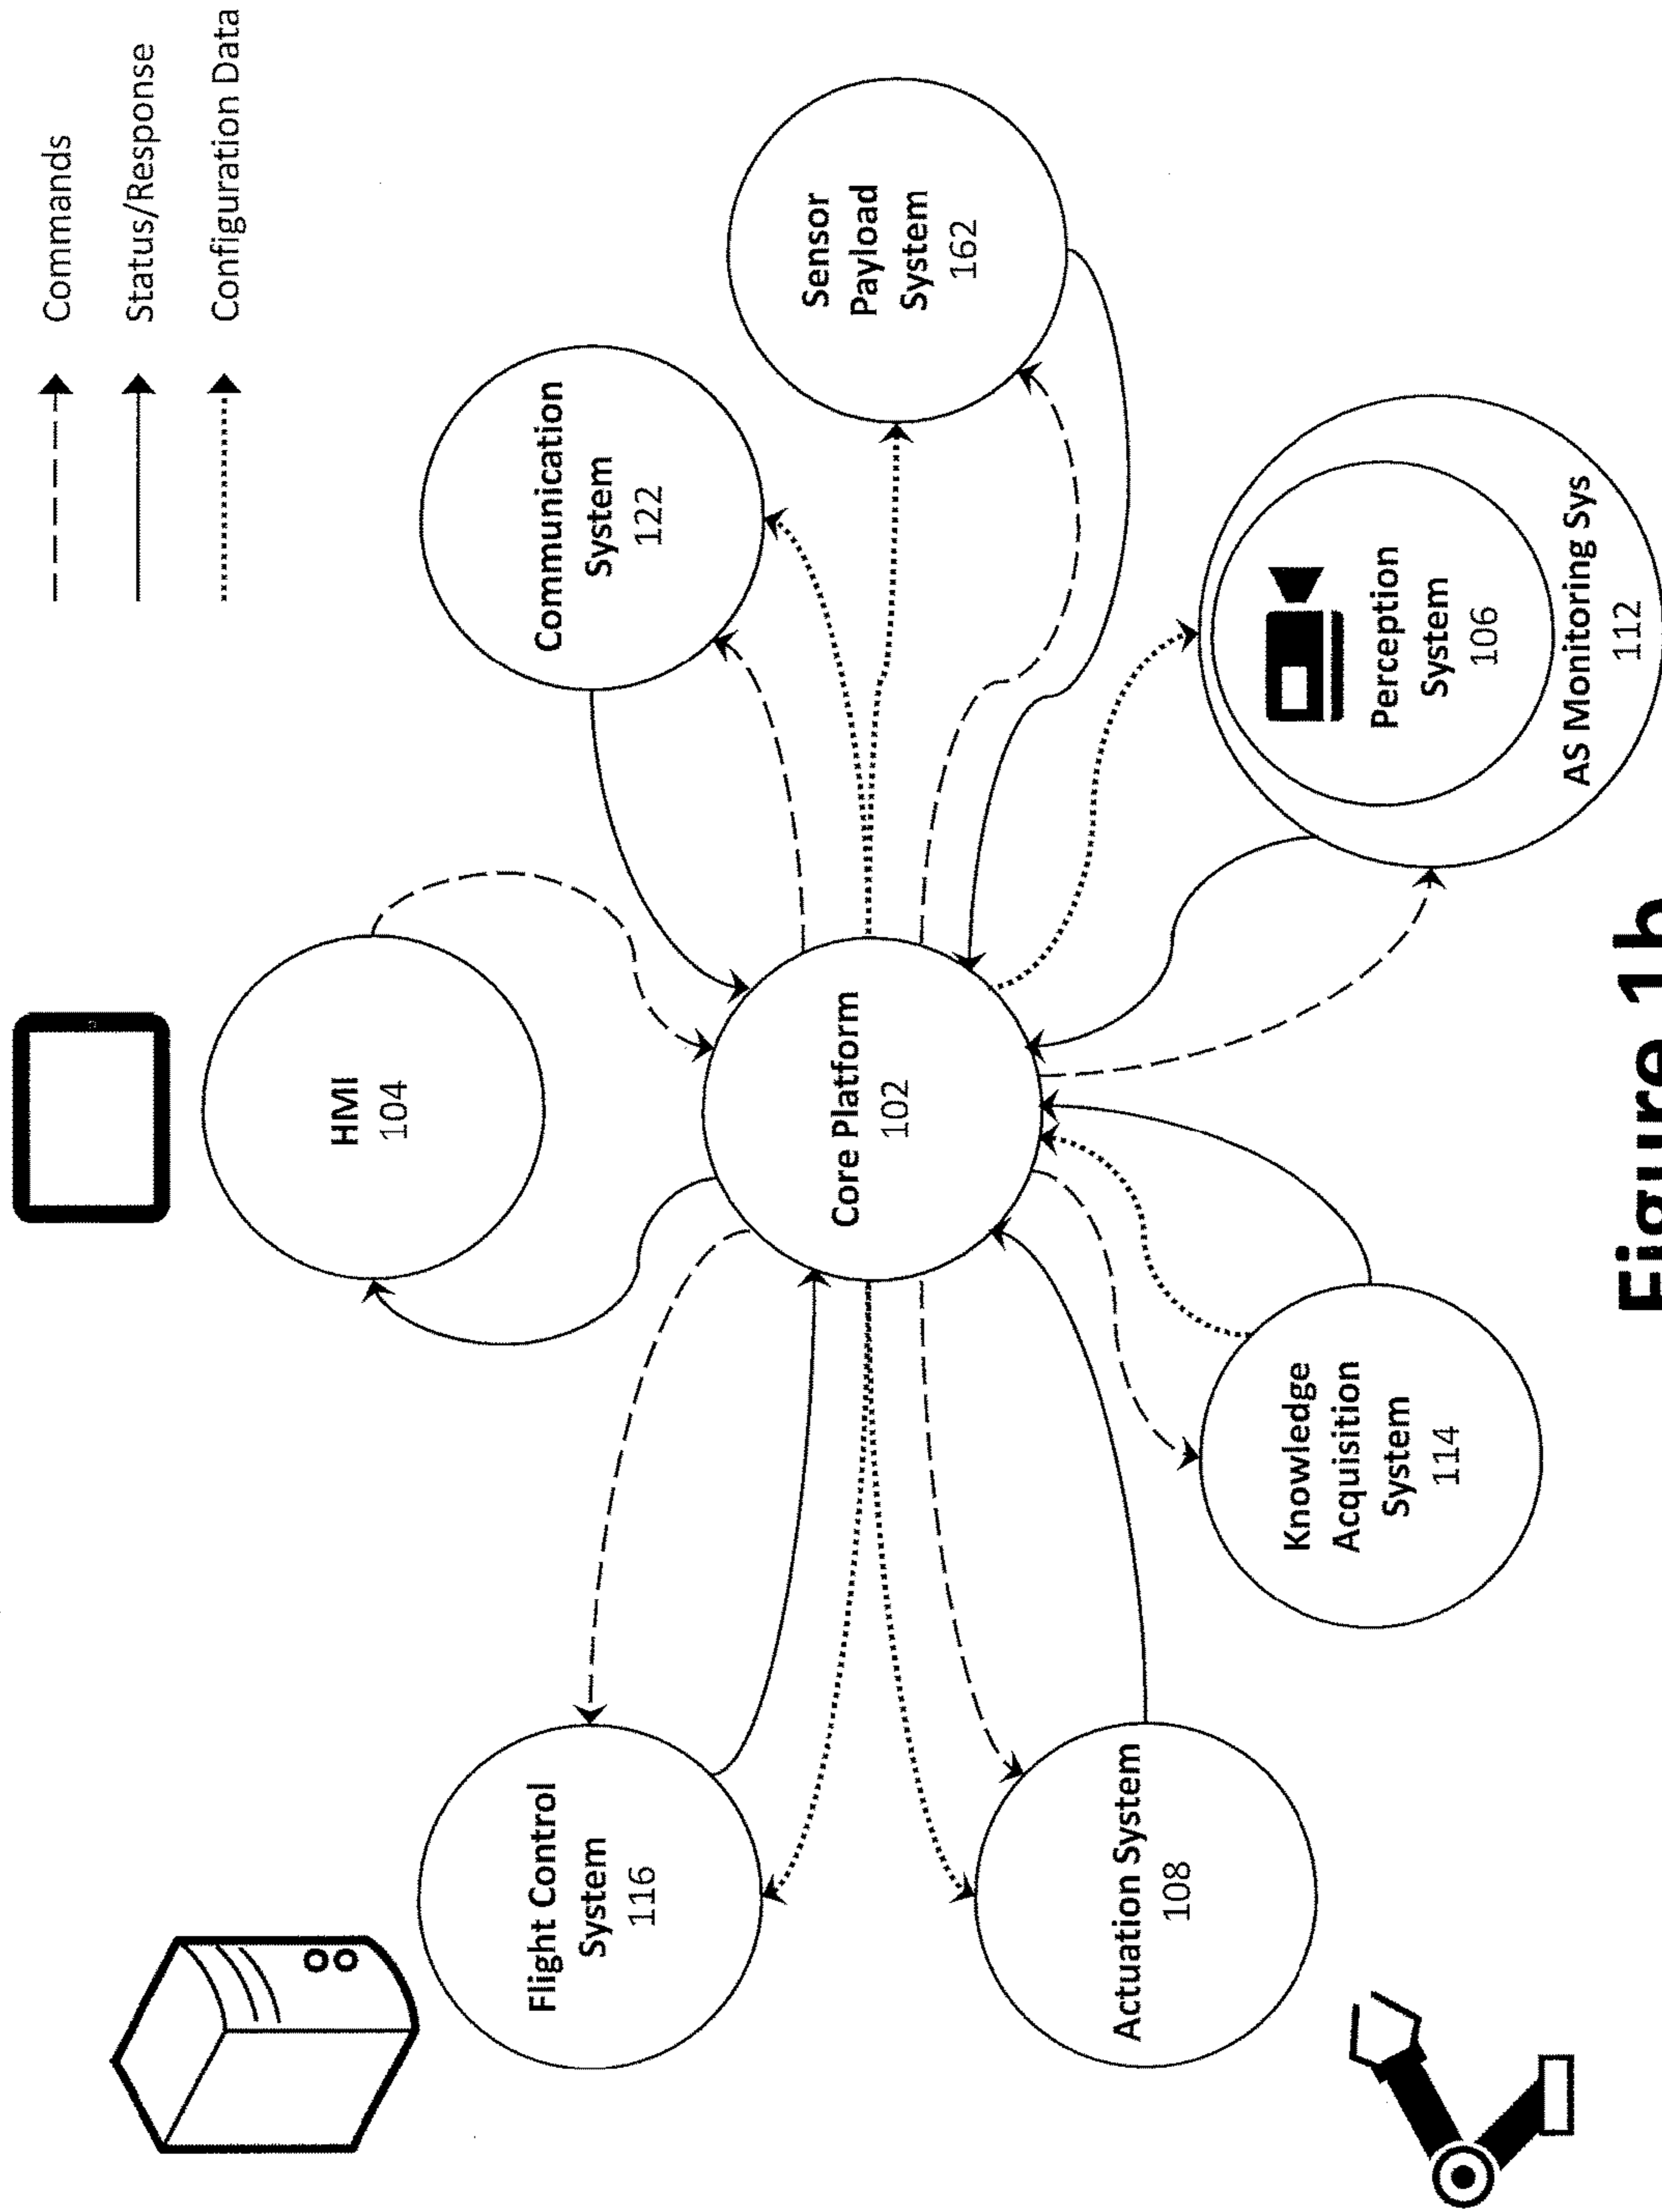 Commands
Status/Response
Configuration Data
HMI
104
Flight Control
System
116
Communication
System
122
Core Platform
102
Sensor
Payload
System
162
Actuation System
108
Knowledge
Acquisition
System
114
Perception
System
106
AS Monitoring Sys
112
Figure 1b